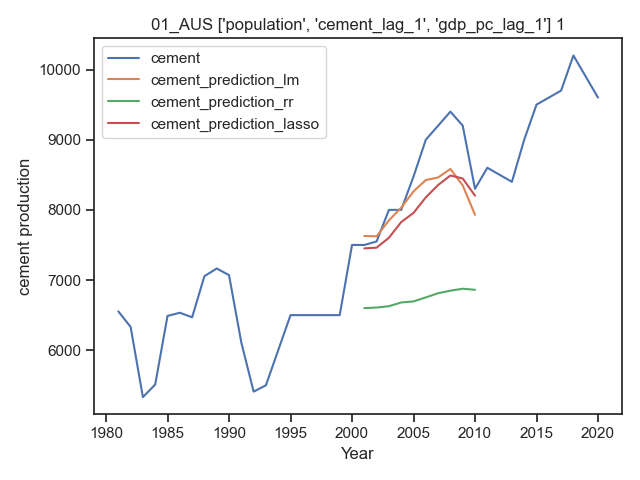 01_AUS ['population', 'cement_lag_1', 'gdp_pc_lag_1'] 1
cement
cement_prediction_lm
cement_prediction_rr
cement_prediction_lasso
cement production
10000
9000
8000
7000
6000
1980 1985 1990 1995 2000 2005 2010 2015 2020
Year